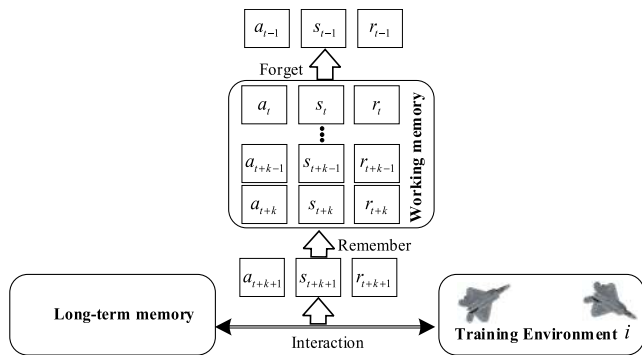 a_{t-1} s_{t-1} r_{t-1}
Forget
a_t s_t r_t
a_{t+k-1} s_{t+k-1} r_{t+k-1}
a_{t+k} s_{t+k} r_{t+k}
Working memory
Remember
a_{t+k+1} s_{t+k+1} r_{t+k+1}
Long-term memory
Interaction
Training Environment i